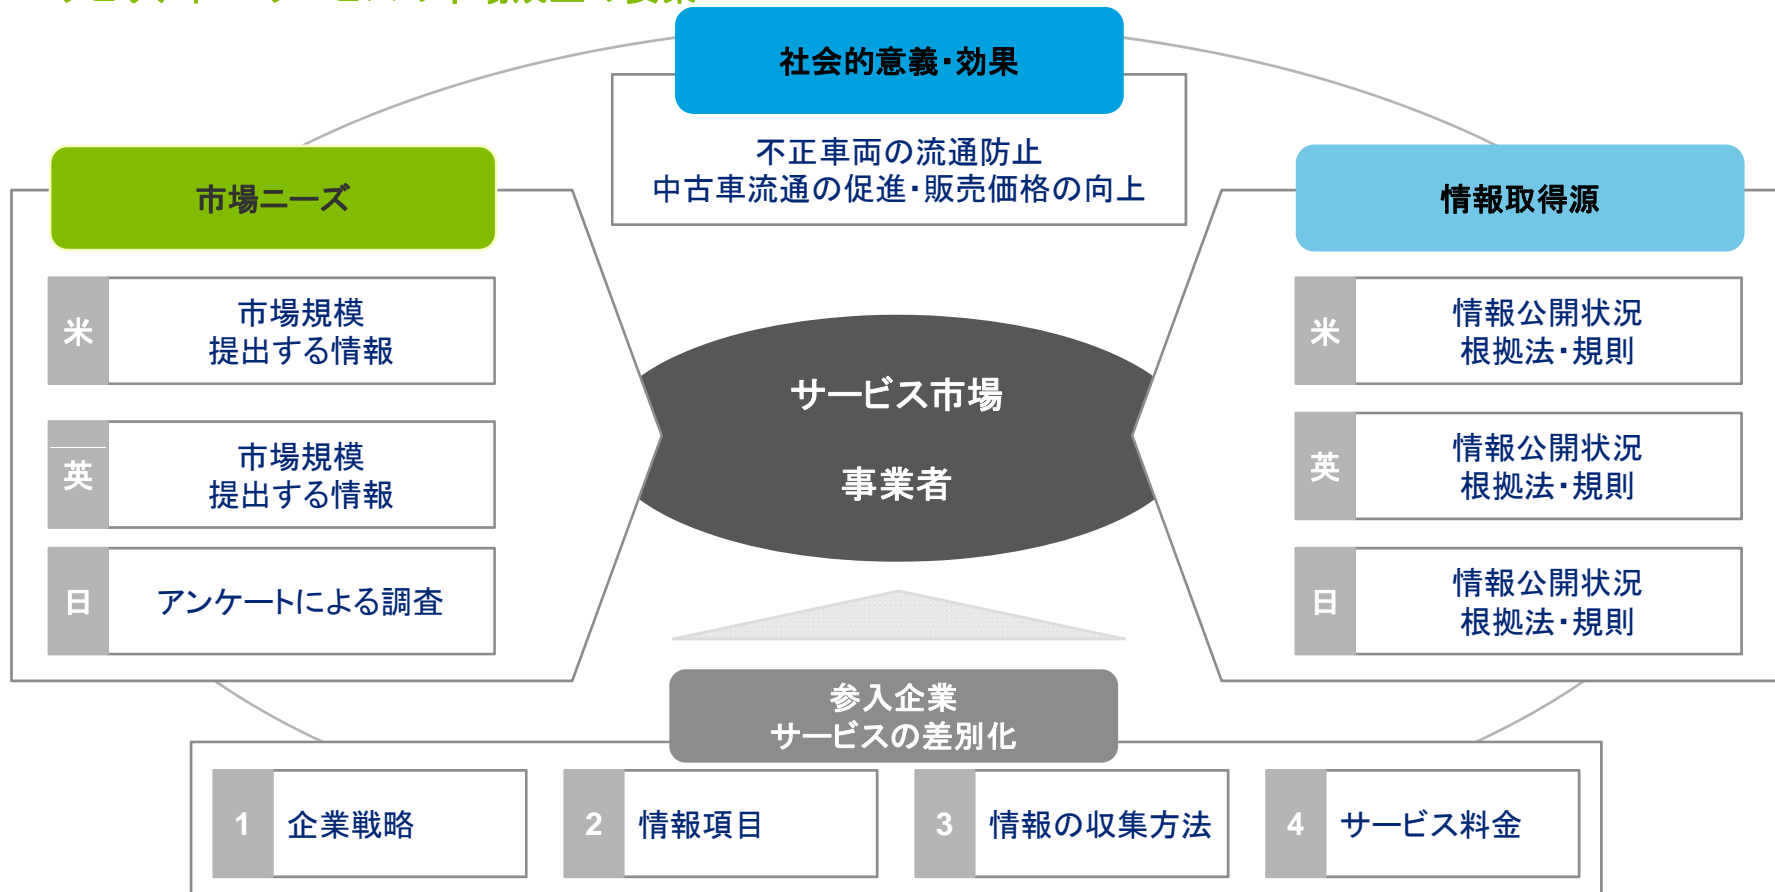 社会的意義・効果
不正車両の流通防止
中古車流通の促進・販売価格の向上
市場ニーズ
米
市場規模
提出する情報
英
市場規模
提出する情報
日
アンケートによる調査
サービス市場
事業者
情報取得源
米
情報公開状況
根拠法・規則
英
情報公開状況
根拠法・規則
日
情報公開状況
根拠法・規則
参入企業
サービスの差別化
1 企業戦略
2 情報項目
3 情報の収集方法
4 サービス料金